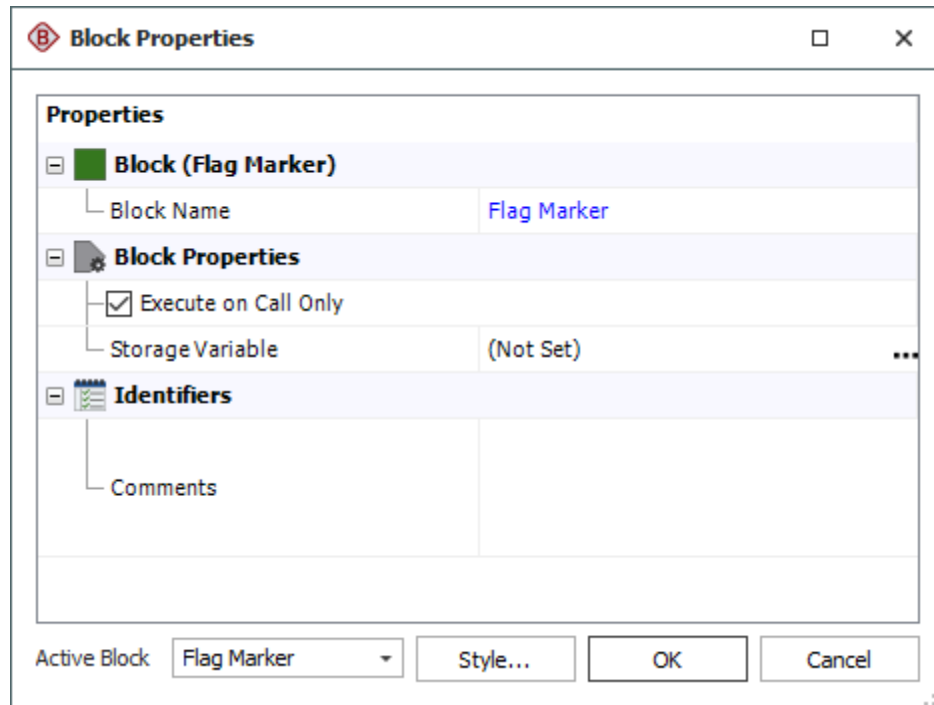 B Block Properties
Properties
Block (Flag Marker)
Block Name Flag Marker
Block Properties
Execute on Call Only
Storage Variable (Not Set) ...
Identifiers
Comments
Active Block Flag Marker Style... OK Cancel